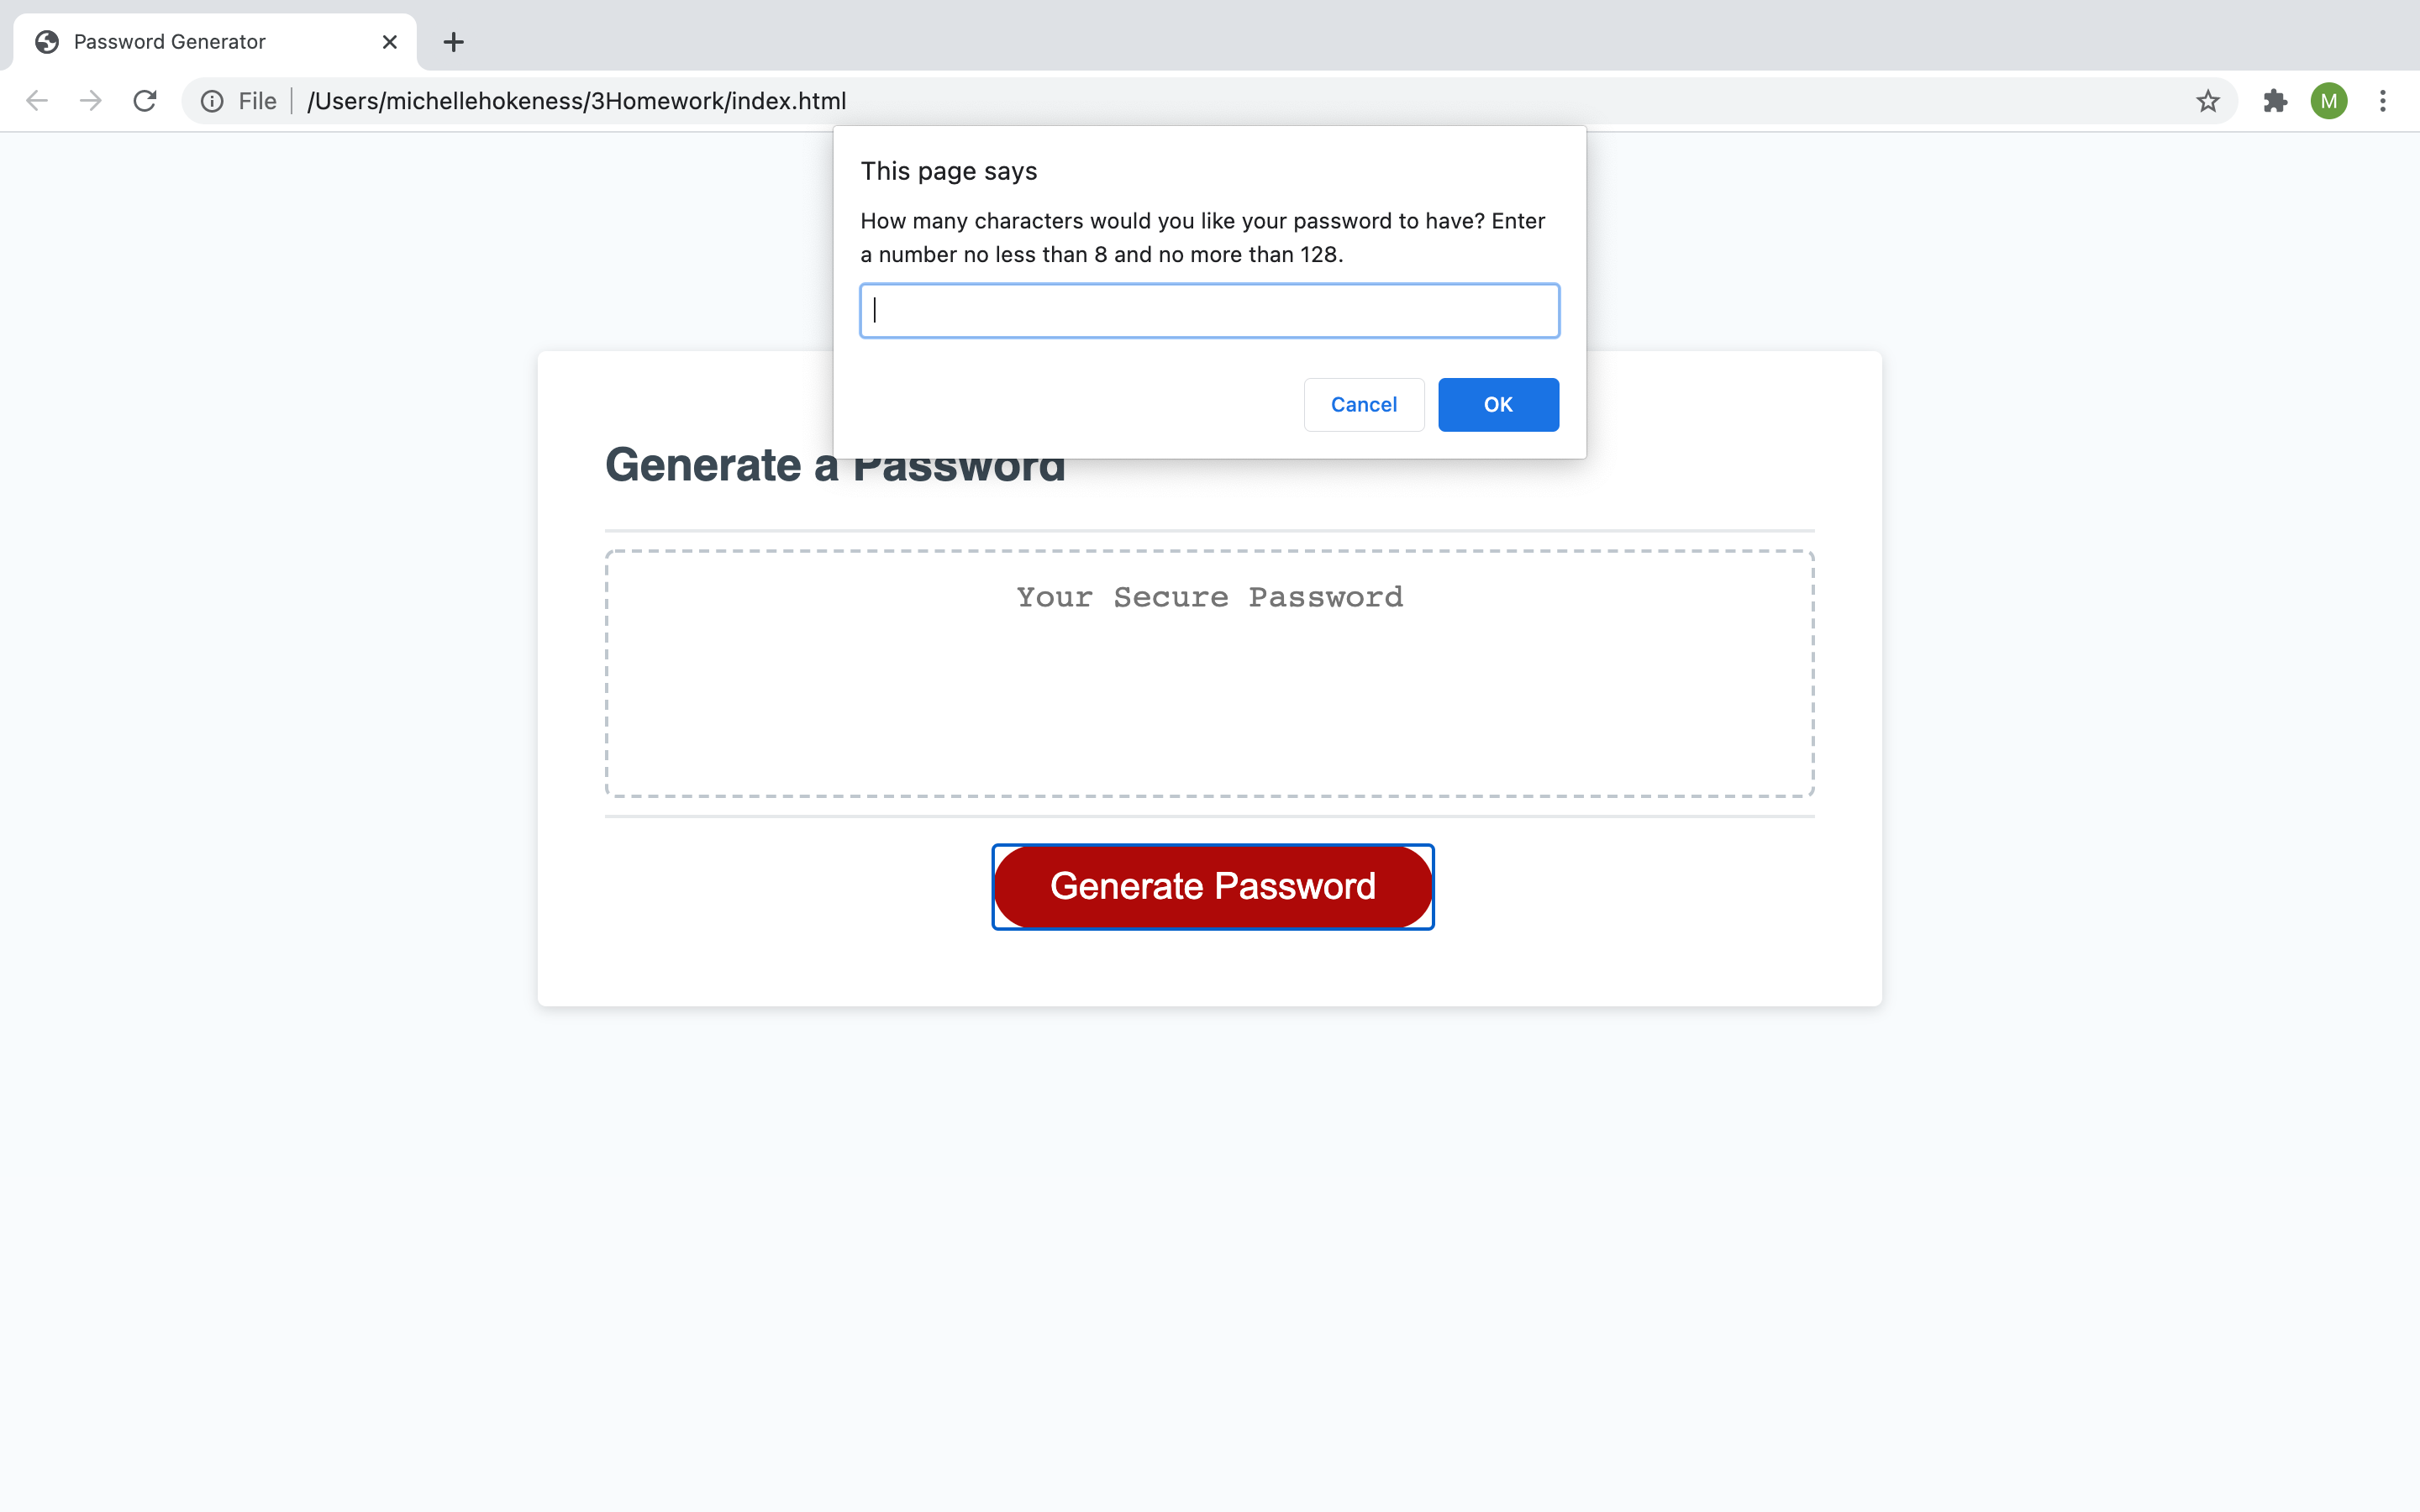 Password Generator
File
/Users/michellehokeness/3Homework/index.html
M
This page says
How many characters would you like your password to have? Enter
a number no less than 8 and no more than 128.
Cancel
OK
Generate a Password
Your Secure Password
Generate Password